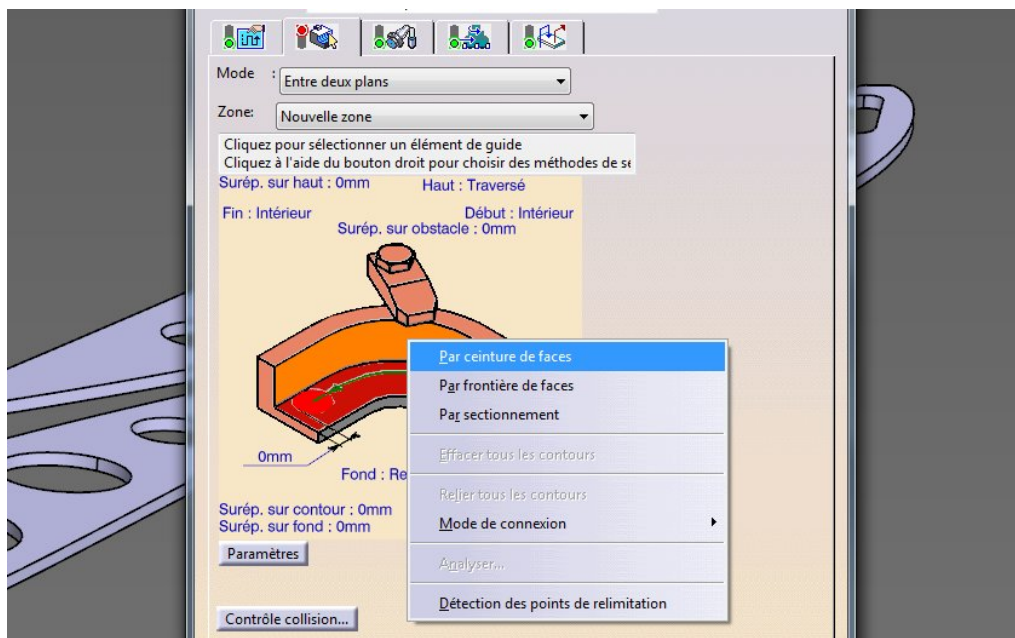 Mode :
Entre deux plans
Zone:
Nouvelle zone
Cliquez pour sélectionner un élément de guide
Cliquez à l'aide du bouton droit pour choisir des méthodes de
Surép. sur haut : 0mm
Haut : Traversé
Fin : Intérieur
Début : Intérieur
Surép. sur obstacle : 0mm
Par ceinture de faces
Par frontière de faces
Par sectionnement
Effacer tous les contours
0mm
Fond :
Relier tous les contours
Surép. sur contour : 0mm
Surép. sur fond : 0mm
Mode de connexion
Paramètres
Analyser...
Détection des points de relimitation
Contrôle collision...